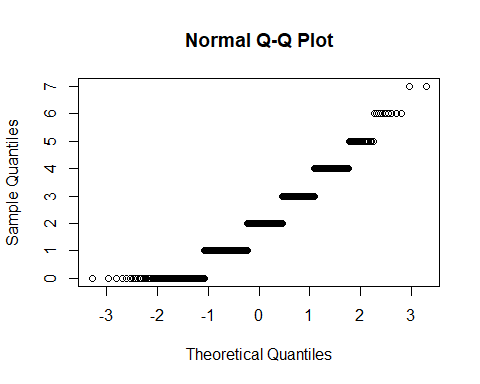 Normal Q-Q Plot
Sample Quantiles
7
6
5
4
3
2
1
0
-3 -2 -1 0 1 2 3
Theoretical Quantiles